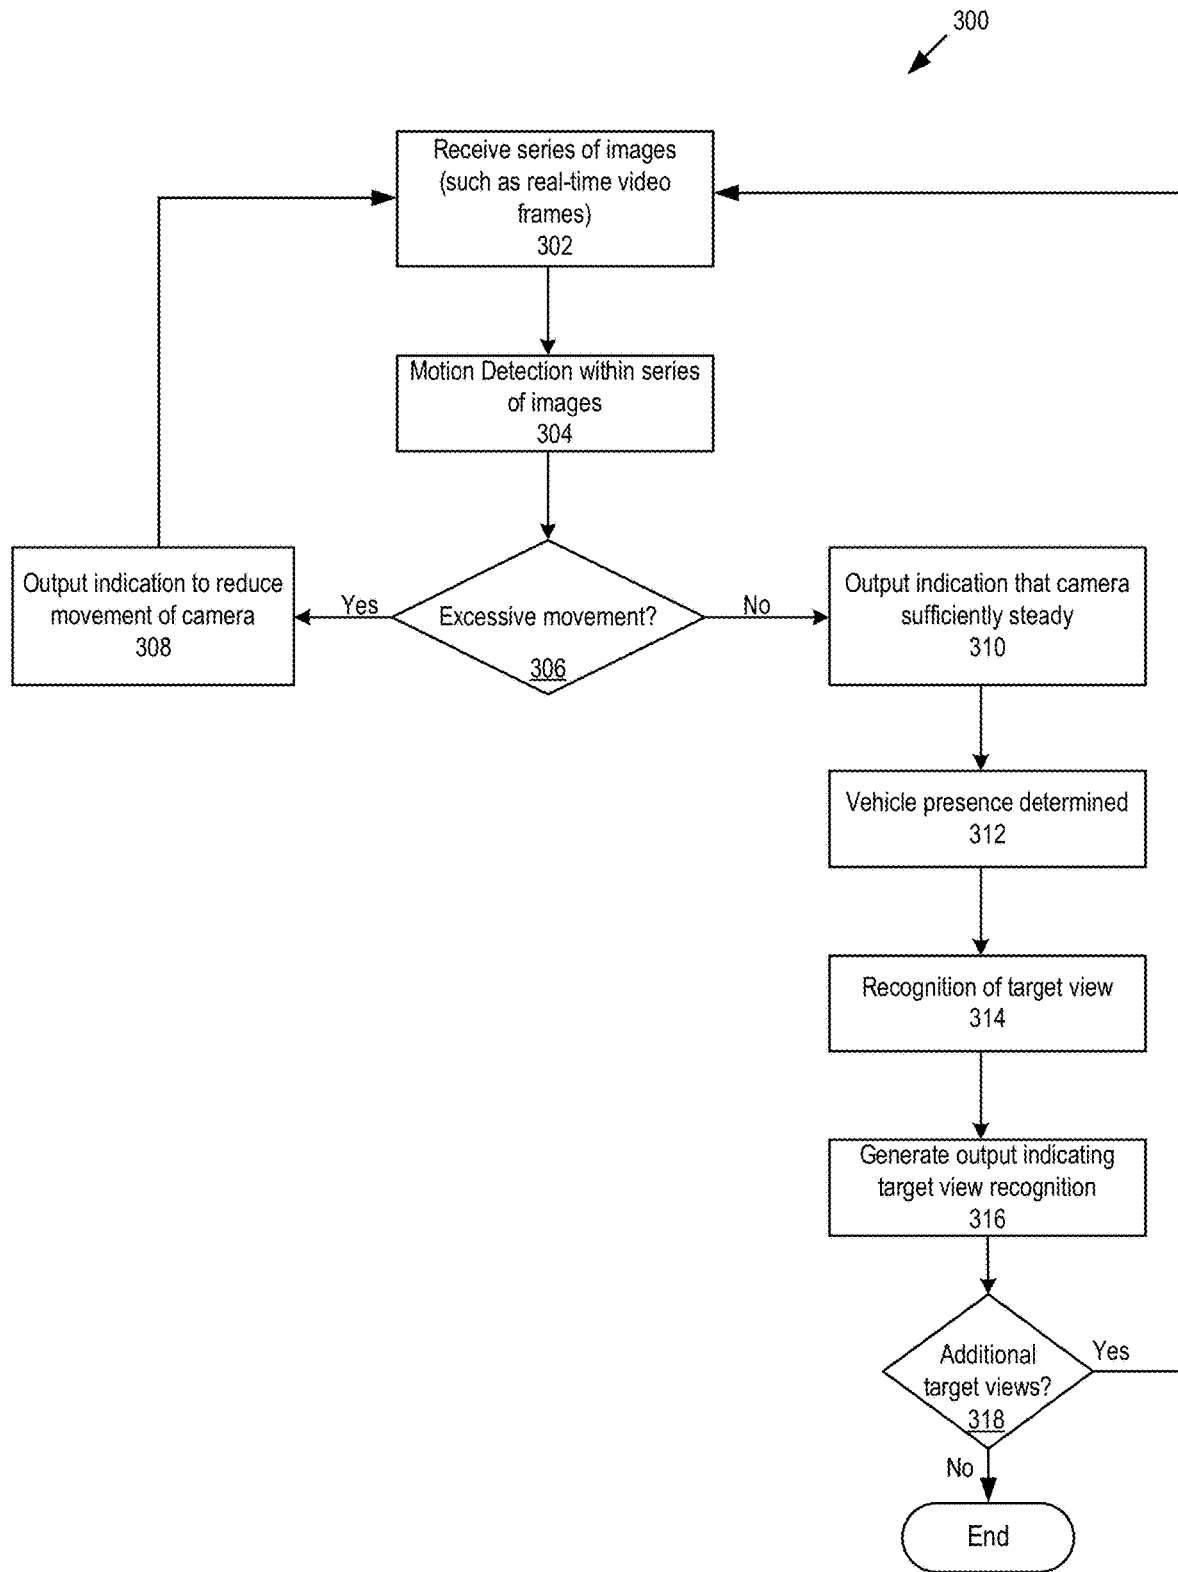 300
Receive series of images
(such as real-time video
frames)
302
Motion Detection within series
of images
304
Output indication to reduce
movement of camera
308
Yes
Excessive movement?
306
No
Output indication that camera
sufficiently steady
310
Vehicle presence determined
312
Recognition of target view
314
Generate output indicating
target view recognition
316
Additional
target views?
318
Yes
No
End